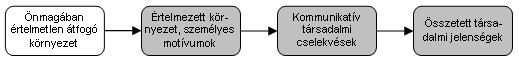 Önmagában
értelmetlen átfogó
környezet
Értelmezett kör-
nyezet, személyes
motívumok
Kommunikatív
társadalmi
cselekvések
Összetett társa-
dalmi jelenségek